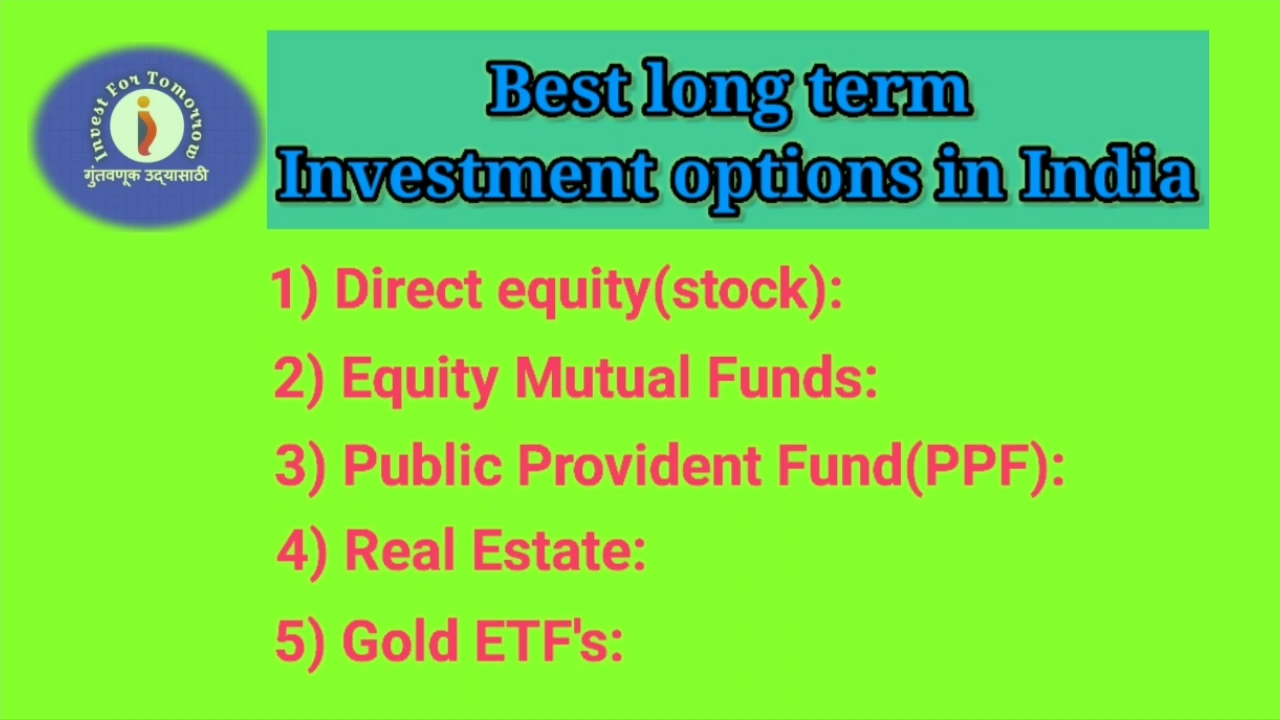 Invest For Tomorrow
गुंतवणूक उद्यासाठी
Best long term
Investment options in India
1) Direct equity(stock):
2) Equity Mutual Funds:
3) Public Provident Fund(PPF):
4) Real Estate:
5) Gold ETF's: